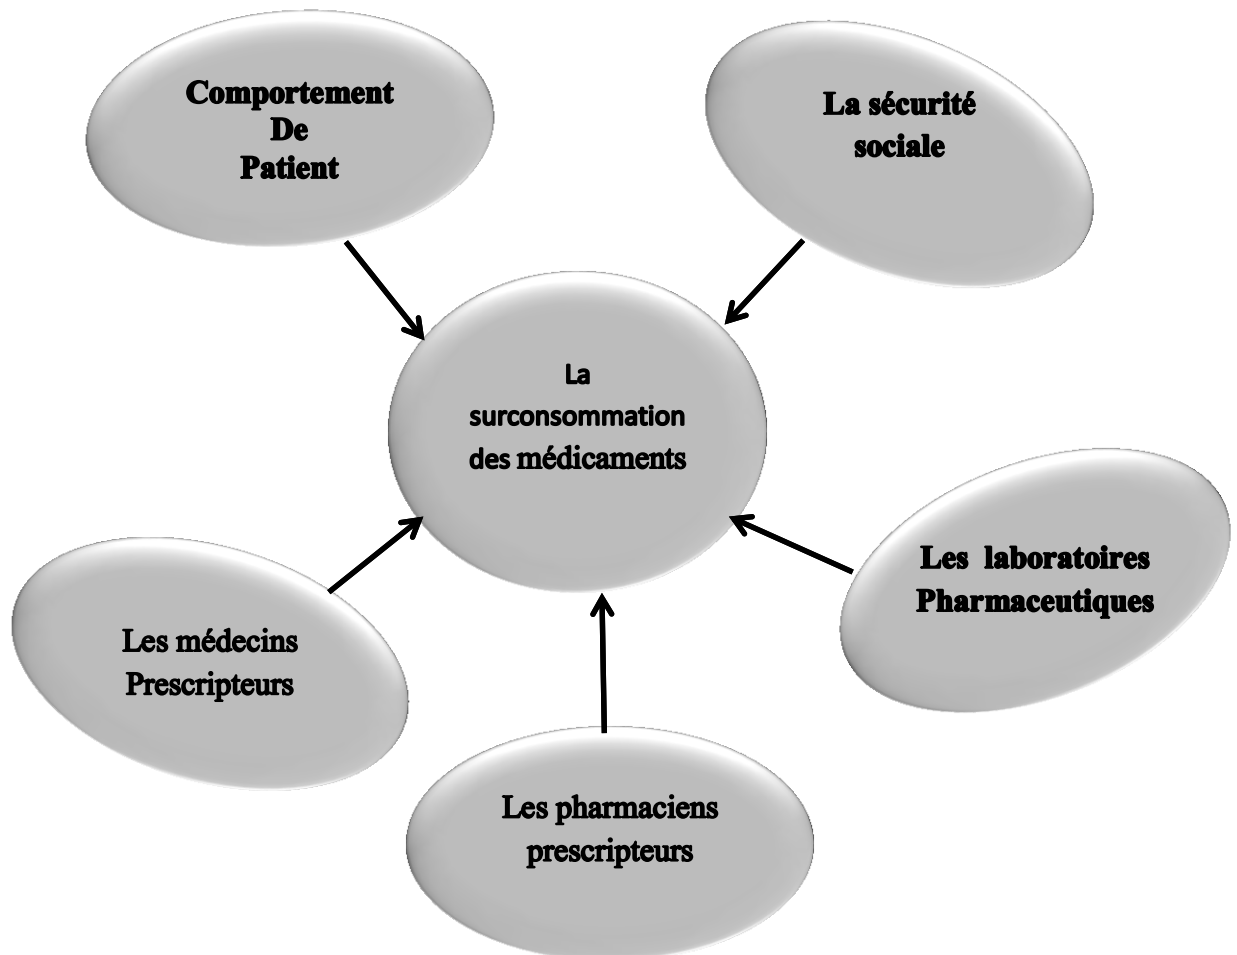 Comportement
De
Patient
La sécurité
sociale
La
surconsommation
des médicaments
Les laboratoires
Pharmaceutiques
Les médecins
Prescripteurs
Les pharmaciens
prescripteurs